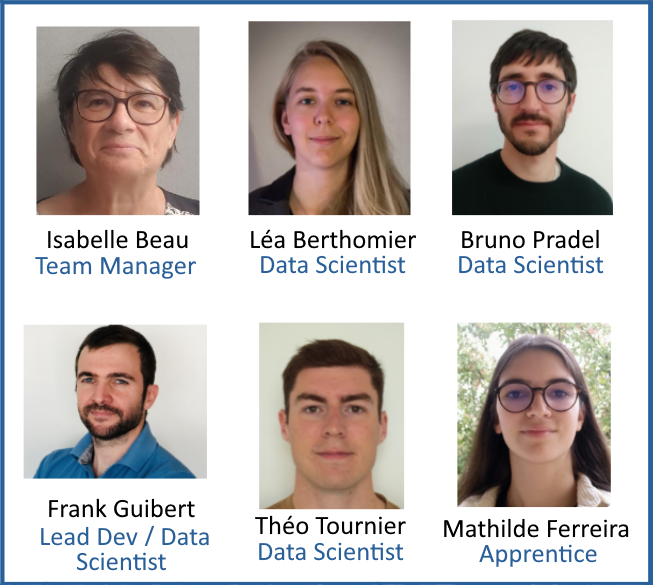 Isabelle Beau
Team Manager
Léa Berthomier
Data Scientist
Bruno Pradel
Data Scientist
Frank Guibert
Lead Dev / Data
Scientist
Théo Tournier
Data Scientist
Mathilde Ferreira
Apprentice